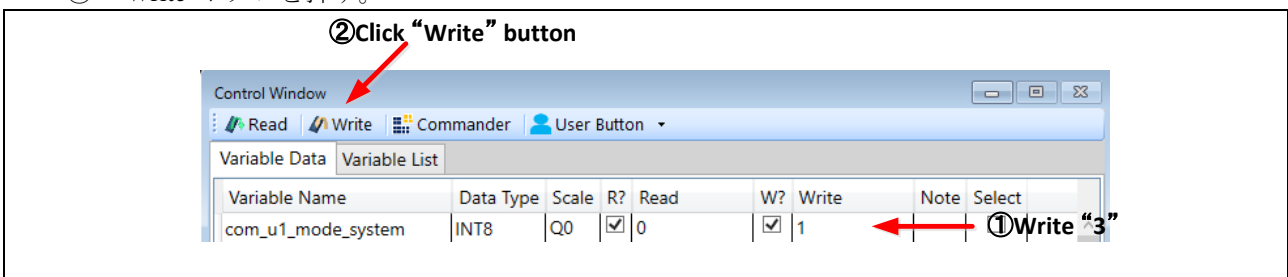 ②Click “Write” button
Control Window
Read Write Commander User Button
Variable Data Variable List
Variable Name Data Type Scale R? Read W? Write Note Select
com_u1_mode_system INT8 Q0 0 1
①Write “3”